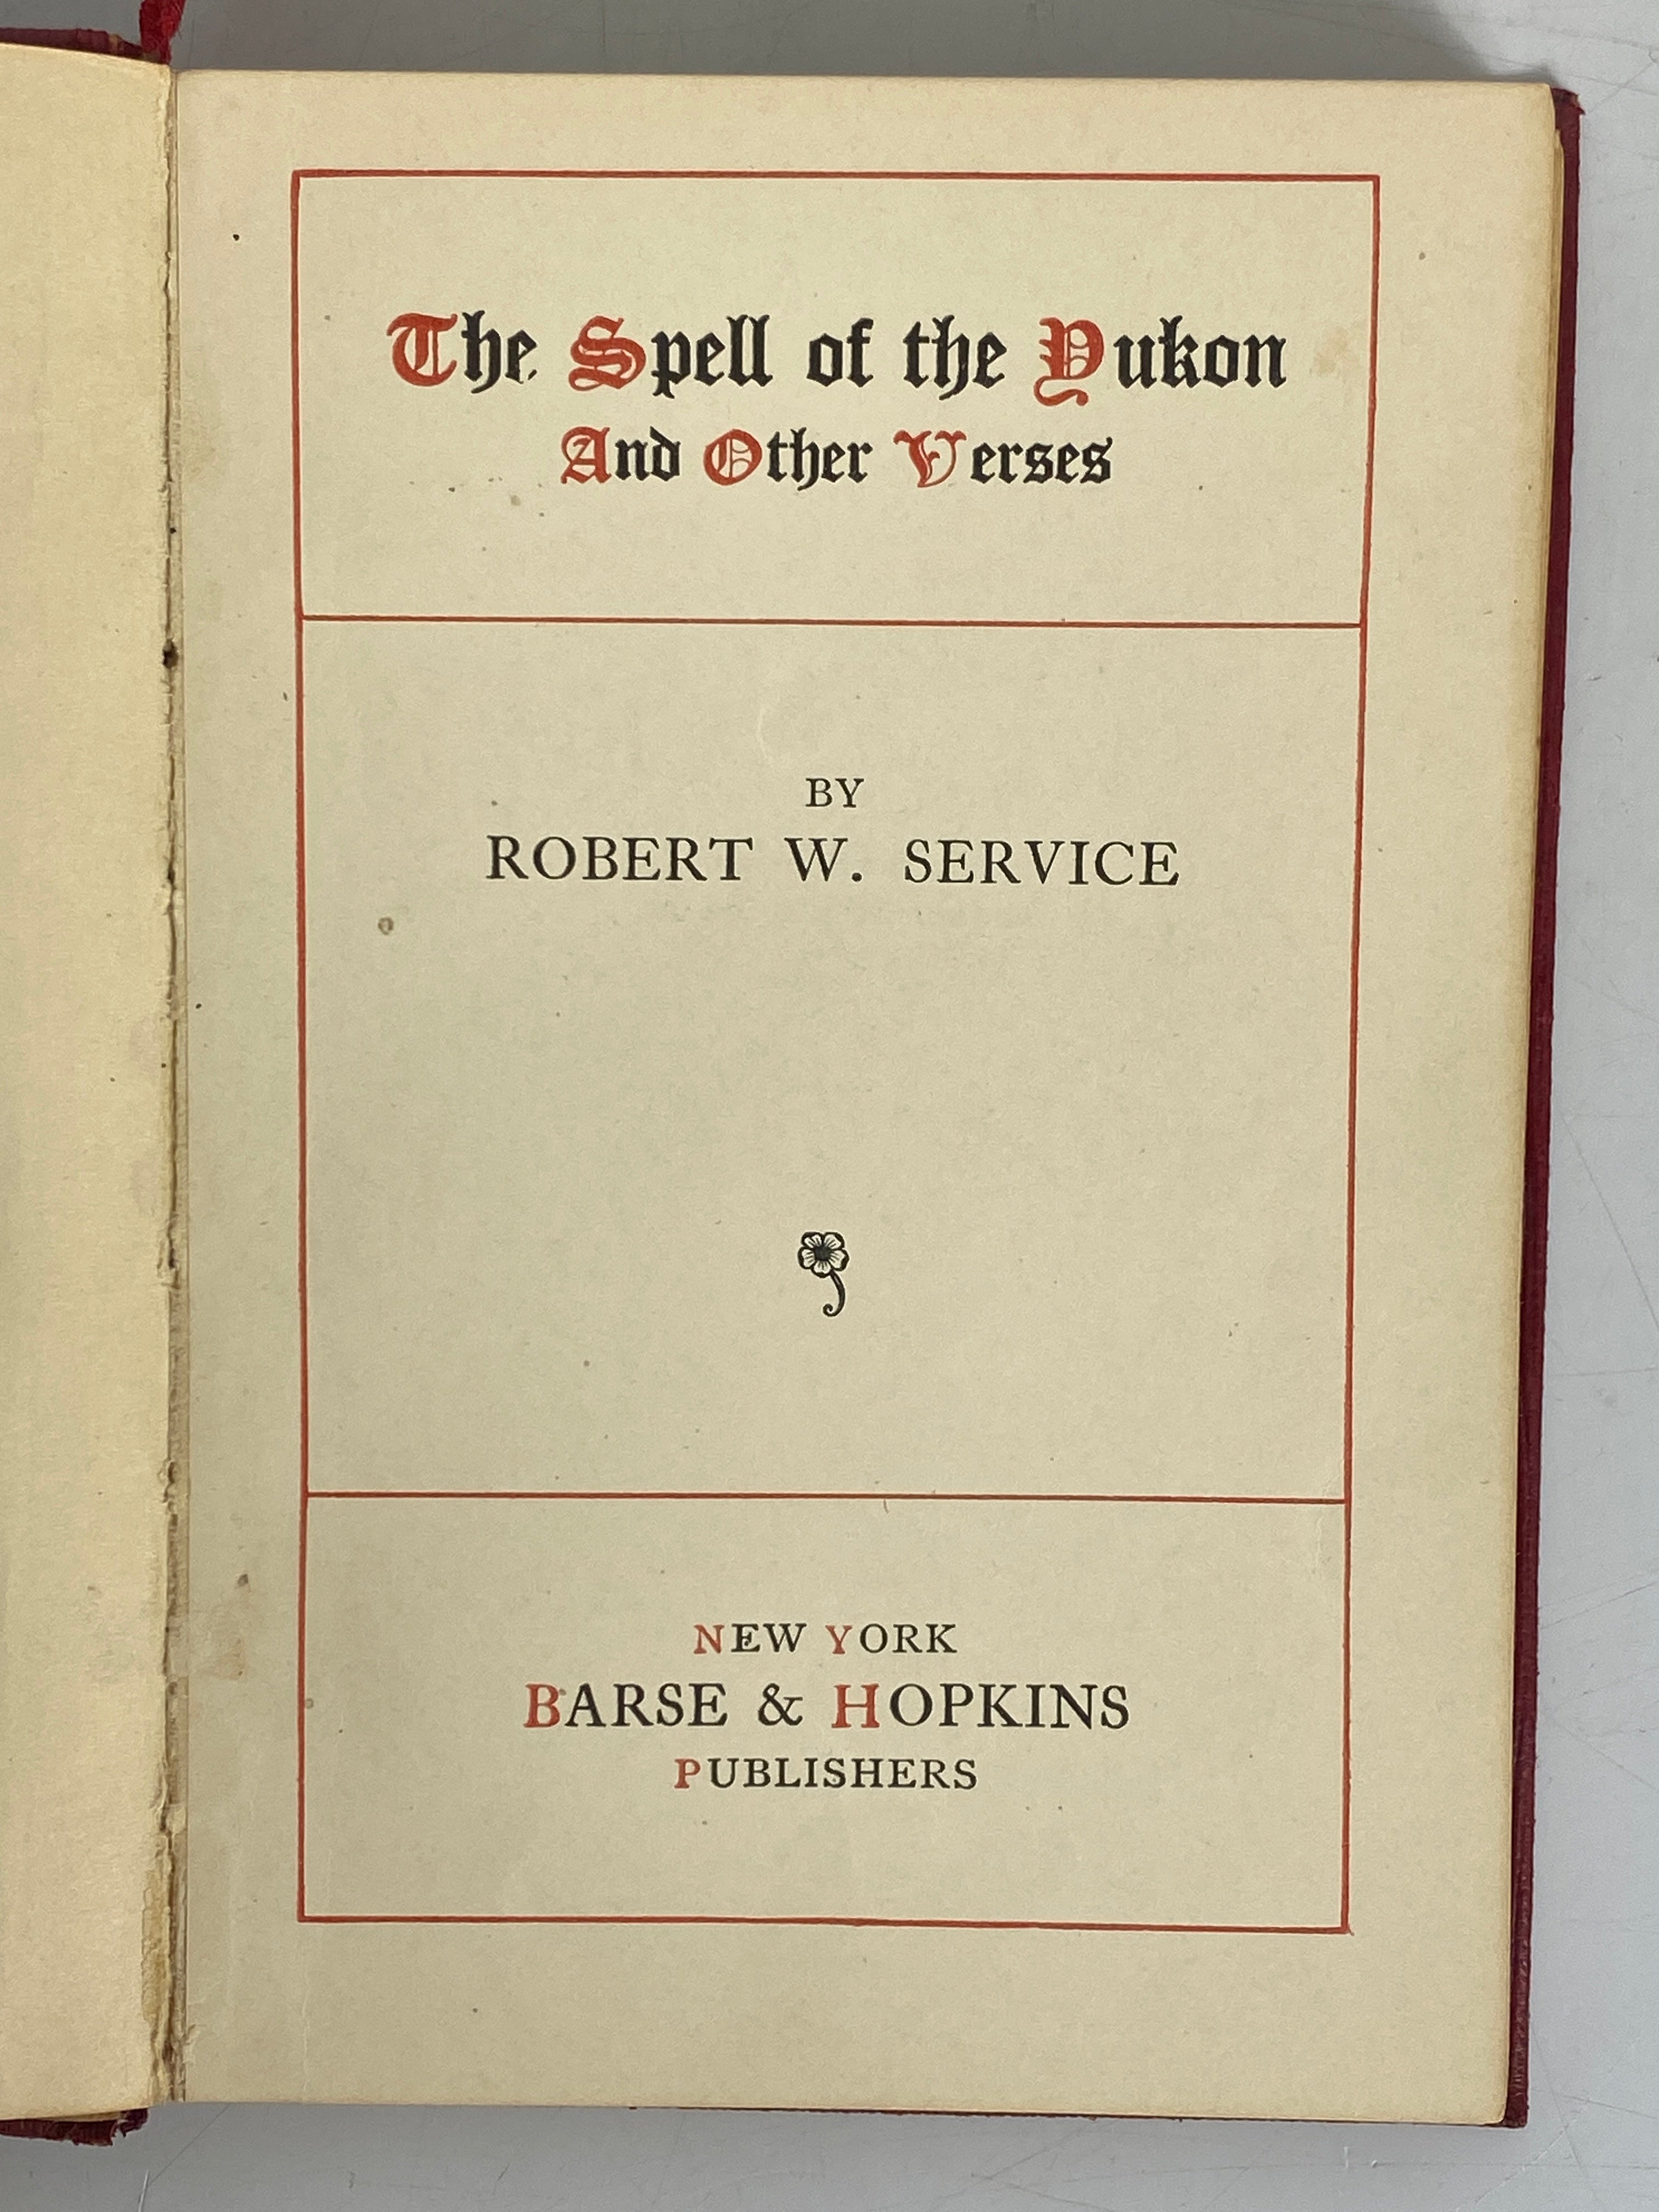 The Spell of the Yukon
And Other Verses
BY
ROBERT W. SERVICE
NEW YORK
BARSE & HOPKINS
PUBLISHERS